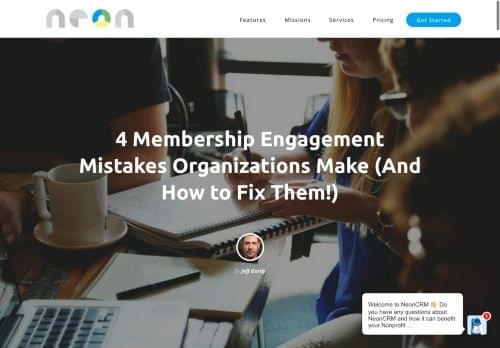 neon
Features
Missions
Services
Pricing
Get Started
4 Membership Engagement
Mistakes Organizations Make (And
How to Fix Them!)
By Jeff Gordy
Welcome to NeonCRM 👋 Do
you have any questions about
NeonCRM and how it can benefit
your Nonprofit ...
1